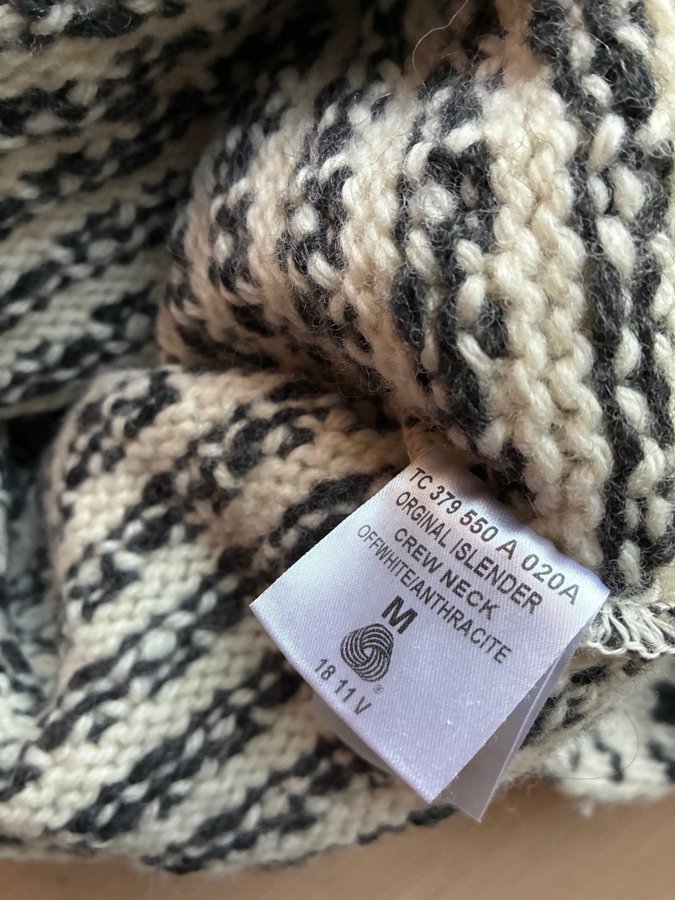 TC 379 550 A 020A
ORGINAL ISLENDER
CREW NECK
OFFWHITE/ANTHRACITE
M
®
18 11 V